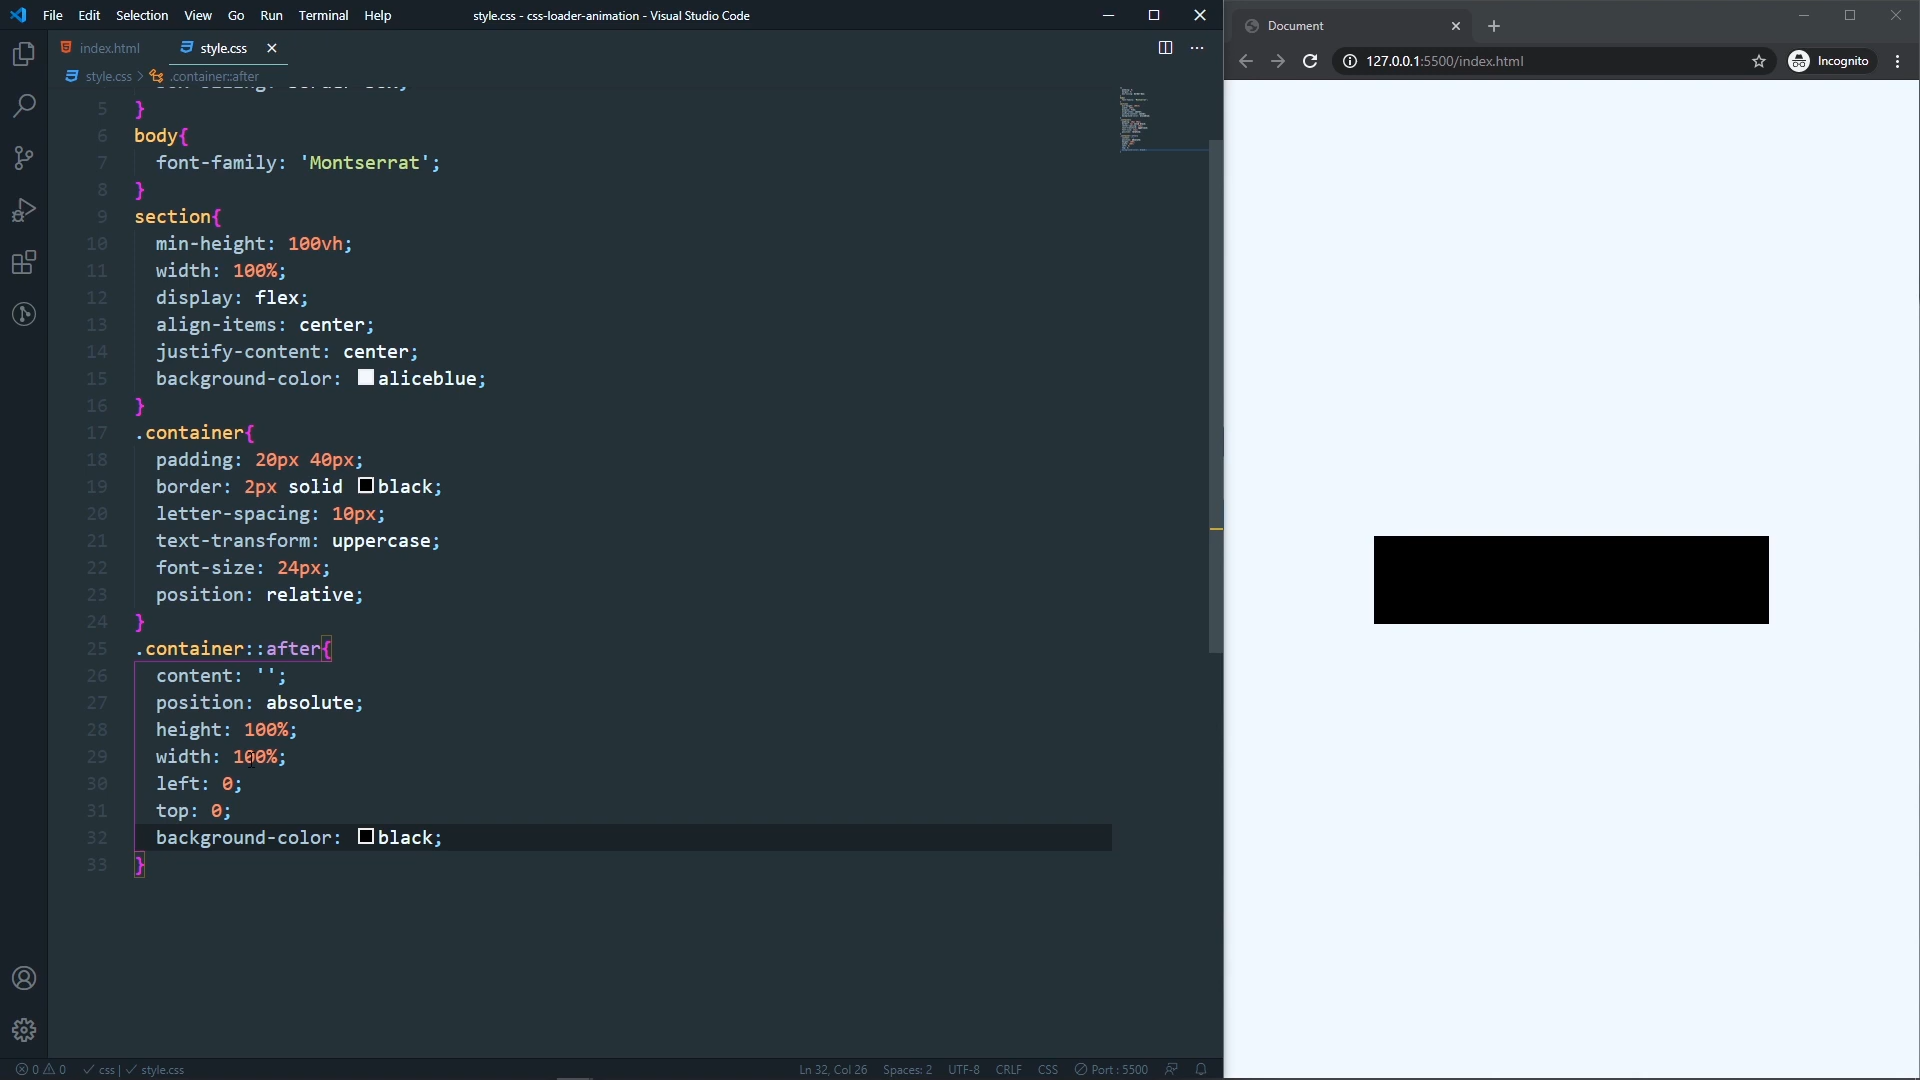 File Edit Selection View Go Run Terminal Help style.css - css-loader-animation - Visual Studio Code
index.html style.css
style.css > .container::after
5 }
6 body{
7 font-family: 'Montserrat';
8 }
9 section{
10 min-height: 100vh;
11 width: 100%;
12 display: flex;
13 align-items: center;
14 justify-content: center;
15 background-color: aliceblue;
16 }
17 .container{
18 padding: 20px 40px;
19 border: 2px solid black;
20 letter-spacing: 10px;
21 text-transform: uppercase;
22 font-size: 24px;
23 position: relative;
24 }
25 .container::after{
26 content: '';
27 position: absolute;
28 height: 100%;
29 width: 100%;
30 left: 0;
31 top: 0;
32 background-color: black;
33 }
0 0 css | style.css Ln 32, Col 26 Spaces: 2 UTF-8 CRLF CSS Port : 5500
Document
127.0.0.1:5500/index.html Incognito